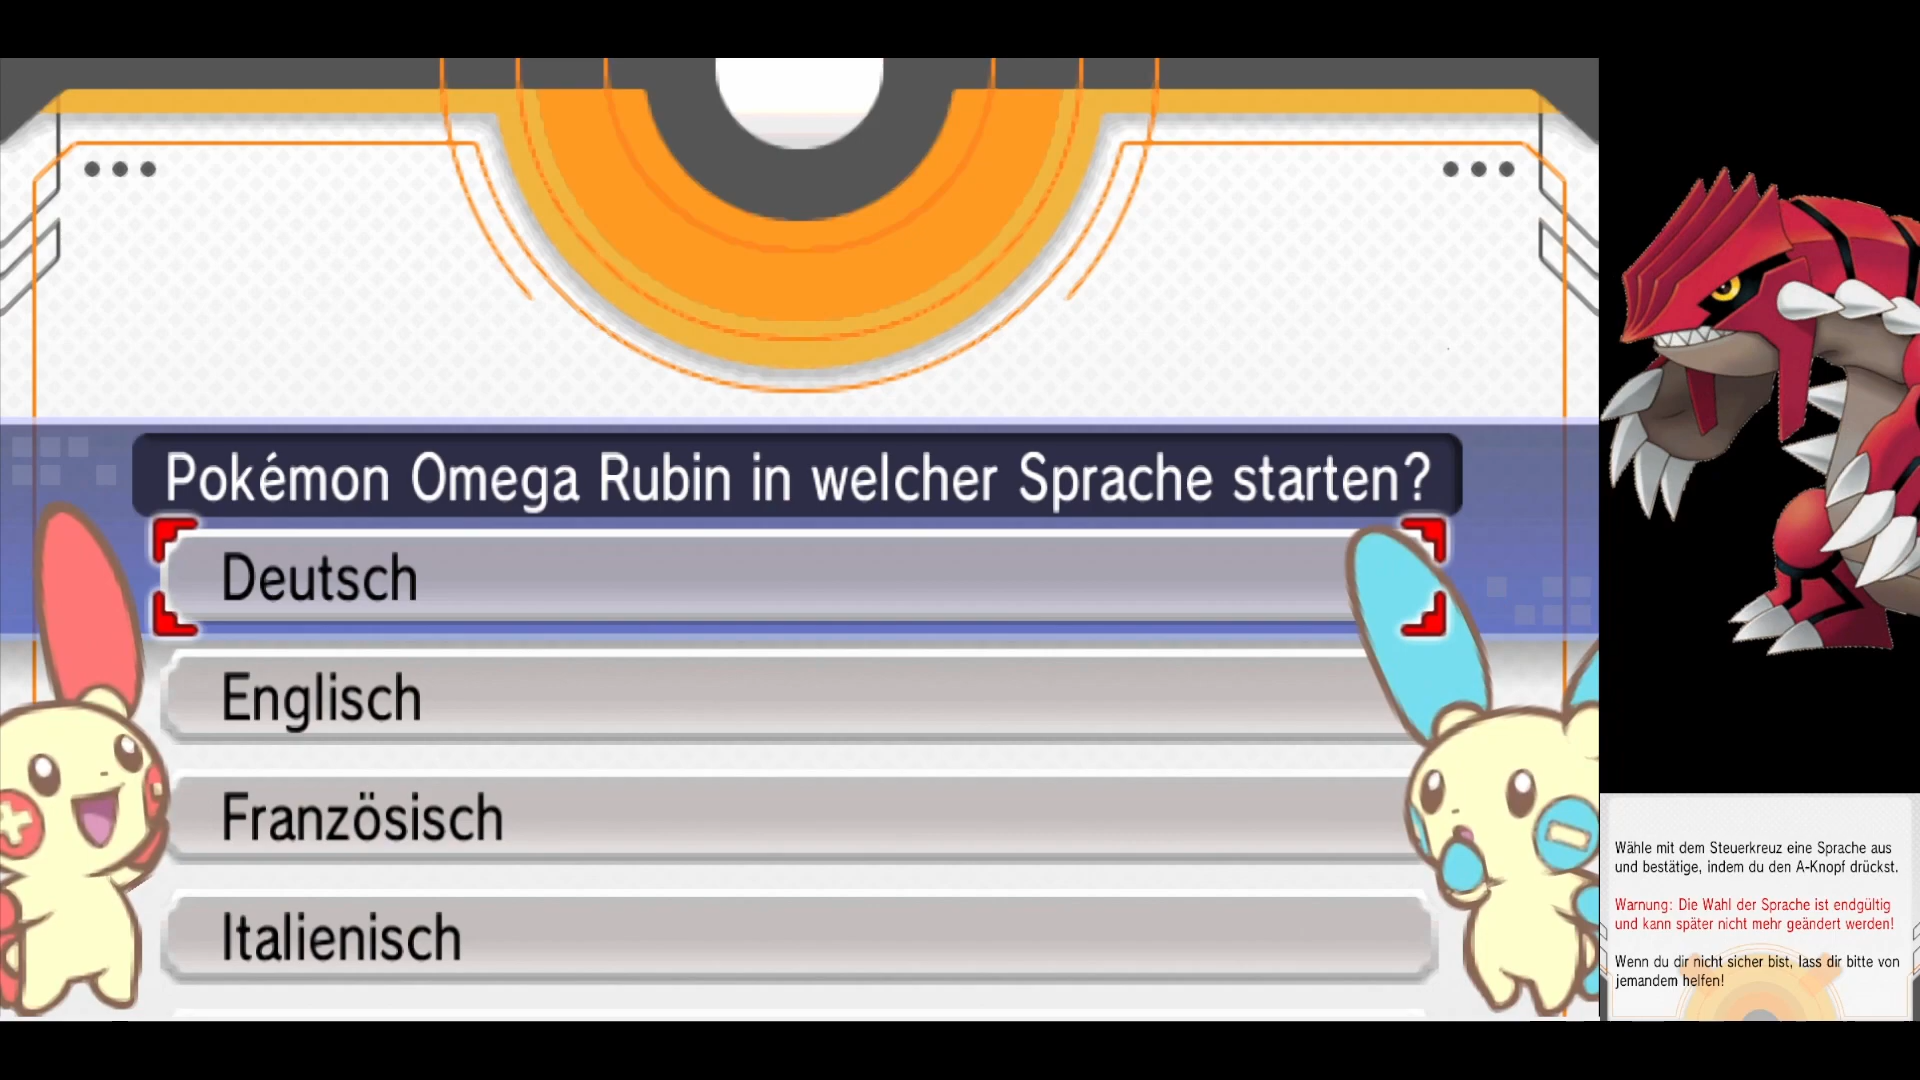 Pokémon Omega Rubin in welcher Sprache starten?
Deutsch
Englisch
Französisch
Italienisch
Wähle mit dem Steuerkreuz eine Sprache aus
und bestätige, indem du den A-Knopf drückst.
Warnung: Die Wahl der Sprache ist endgültig
und kann später nicht mehr geändert werden!
Wenn du dir nicht sicher bist, lass dir bitte von
jemandem helfen!